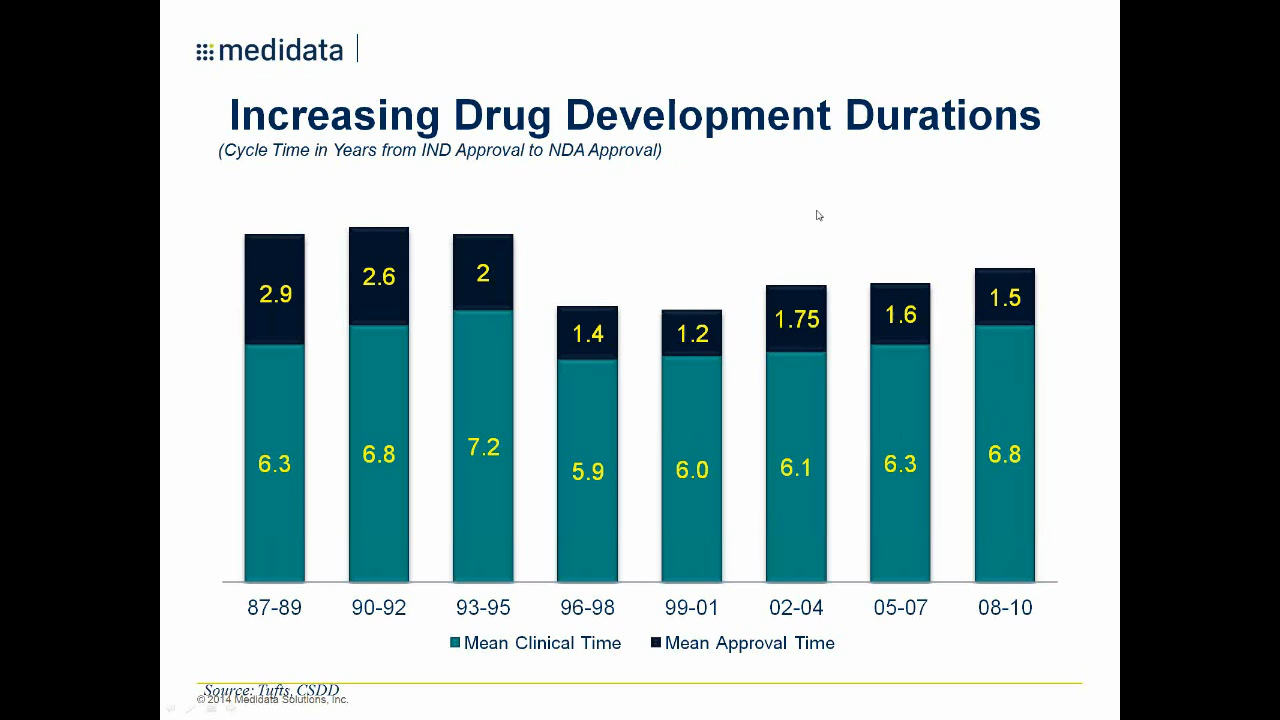 medidata
Increasing Drug Development Durations
(Cycle Time in Years from IND Approval to NDA Approval)
2.9 2.6 2 1.4 1.2 1.75 1.6 1.5
6.3 6.8 7.2 5.9 6.0 6.1 6.3 6.8
87-89 90-92 93-95 96-98 99-01 02-04 05-07 08-10
Mean Clinical Time Mean Approval Time
Source: Tufts, CSDD
© 2014 Medidata Solutions, Inc.